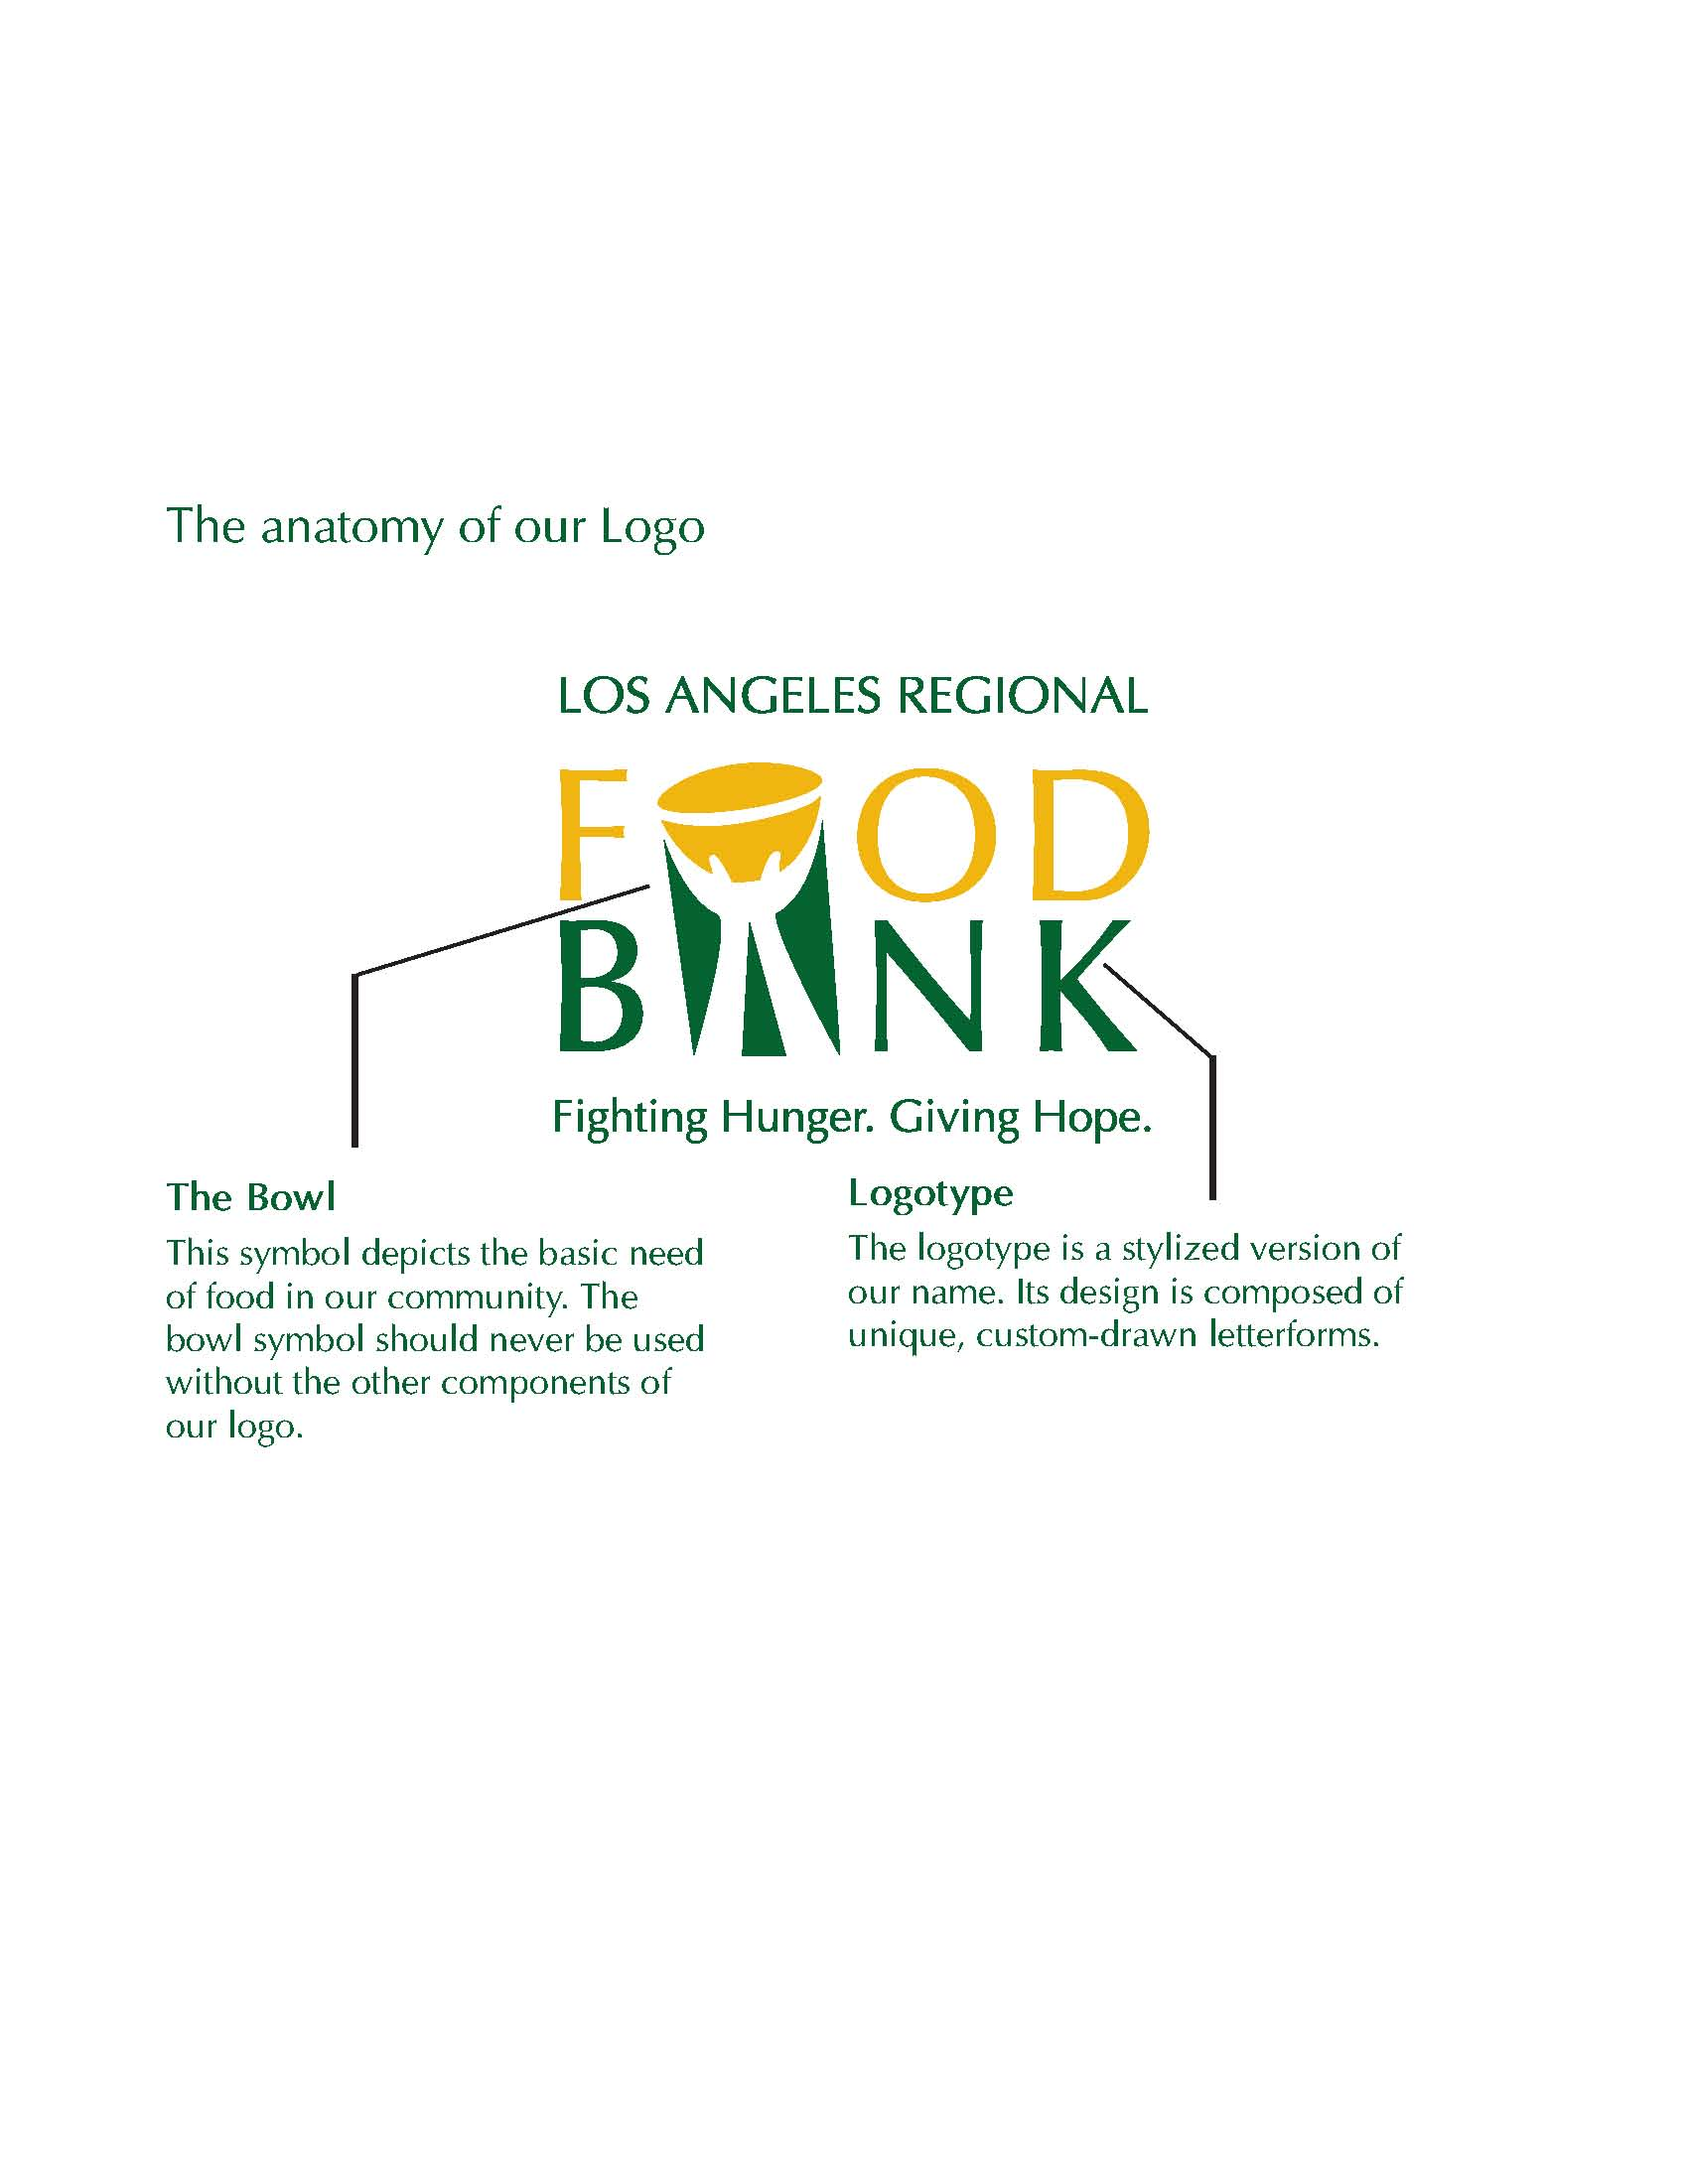 The anatomy of our Logo
LOS ANGELES REGIONAL
FOOD
BANK
Fighting Hunger. Giving Hope.
The Bowl
This symbol depicts the basic need
of food in our community. The
bowl symbol should never be used
without the other components of
our logo.
Logotype
The logotype is a stylized version of
our name. Its design is composed of
unique, custom-drawn letterforms.